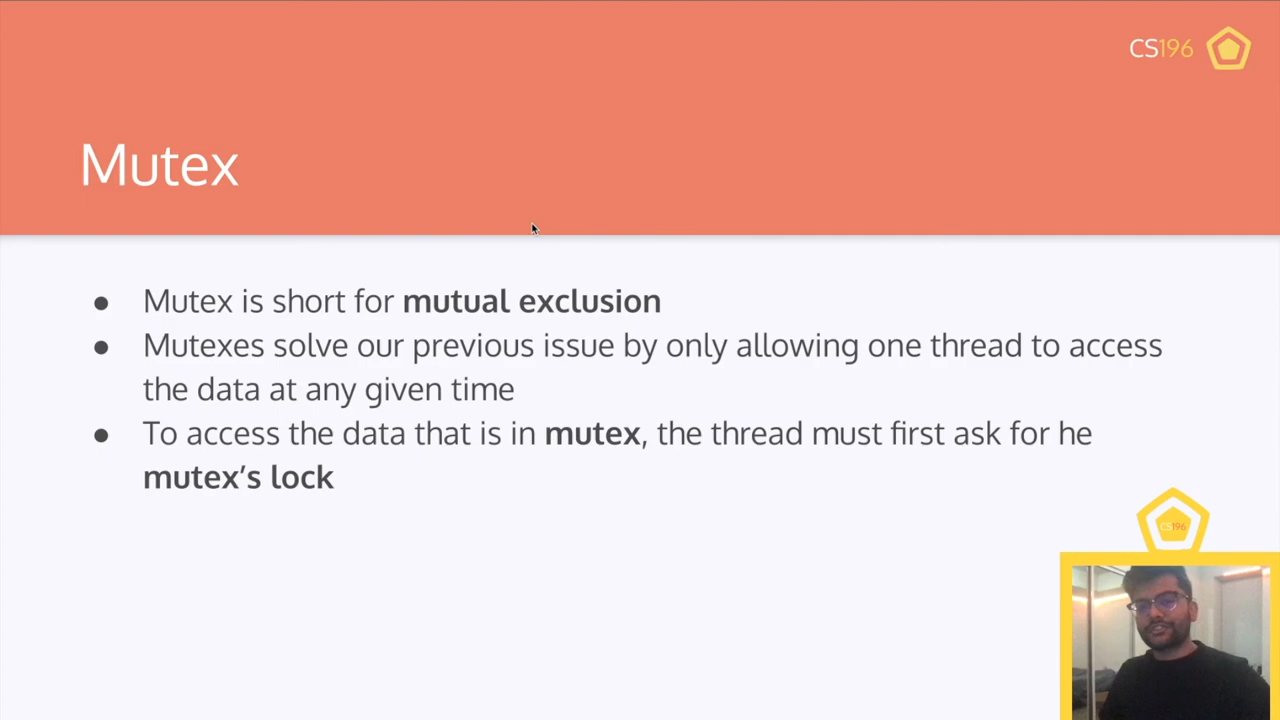 CS196
Mutex
● Mutex is short for mutual exclusion
● Mutexes solve our previous issue by only allowing one thread to access
the data at any given time
● To access the data that is in mutex, the thread must first ask for he
mutex’s lock
CS196